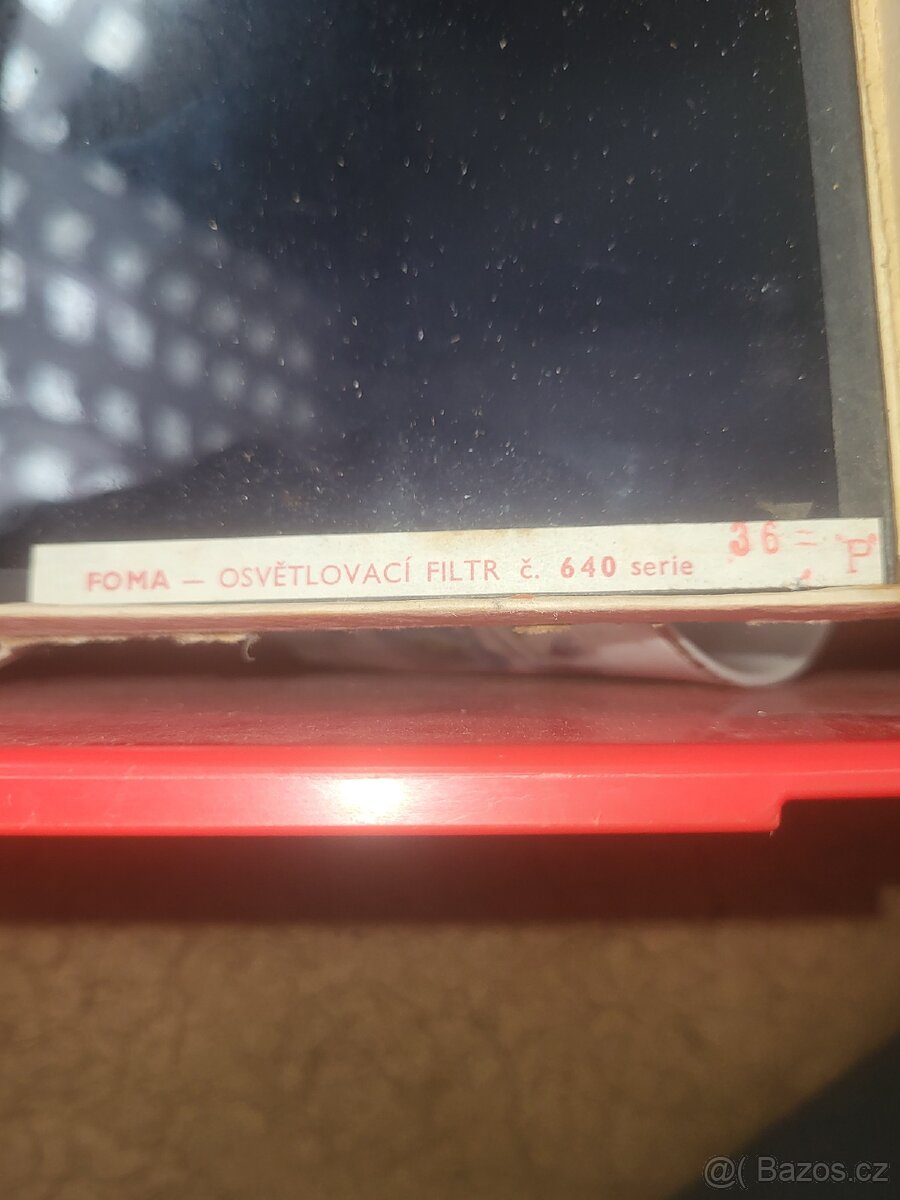 FOMA — OSVĚTLOVACÍ FILTR č. 640 serie 36 = P
@( Bazos.cz